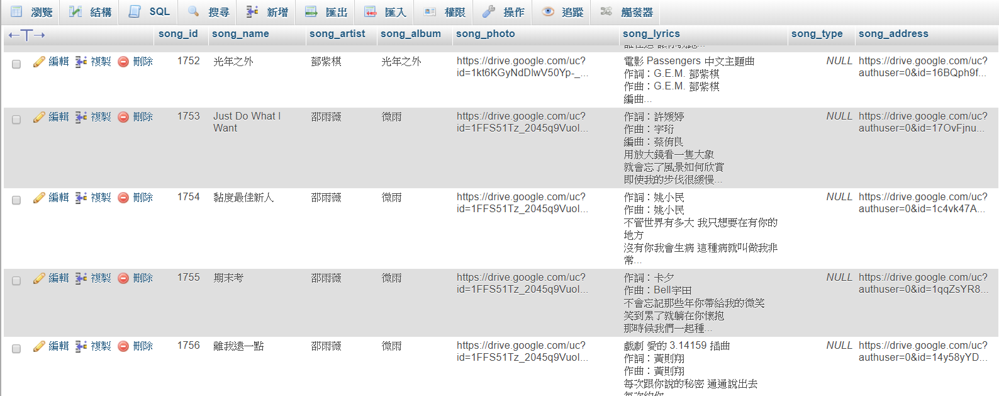 瀏覽 結構 SQL 搜尋 新增 匯出 匯入 權限 操作 追蹤 觸發器
←T→ song_id song_name song_artist song_album song_photo song_lyrics song_type song_address
編輯 複製 刪除 1752 光年之外 鄧紫棋 光年之外 https://drive.google.com/uc? 電影 Passengers 中文主題曲 NULL https://drive.google.com/uc?
id=1kt6KGyNdDlwV50Yp-_... 作詞：G.E.M. 鄧紫棋 authuser=0&id=16BQph9f...
作曲：G.E.M. 鄧紫棋
編曲...
編輯 複製 刪除 1753 Just Do What I 邵雨薇 微雨 https://drive.google.com/uc? 作詞：許媛婷 NULL https://drive.google.com/uc?
Want id=1FFS51Tz_2045q9Vuol... 作曲：宇珩 authuser=0&id=17OvFjnu...
編曲：蔡侑良
用放大鏡看一隻大象
就會忘了風景如何欣賞
即使我的步伐很緩慢...
編輯 複製 刪除 1754 黏度最佳新人 邵雨薇 微雨 https://drive.google.com/uc? 作詞：姚小民 NULL https://drive.google.com/uc?
id=1FFS51Tz_2045q9Vuol... 作曲：姚小民 authuser=0&id=1c4vk47A...
不管世界有多大 我只想要在有你的
地方
沒有你我會生病 這種病就叫做我非
常...
編輯 複製 刪除 1755 期末考 邵雨薇 微雨 https://drive.google.com/uc? 作詞：卡夕 NULL https://drive.google.com/uc?
id=1FFS51Tz_2045q9Vuol... 作曲：Bell宇田 authuser=0&id=1qqZsYR8...
不會忘記那些年你帶給我的微笑
笑到累了就躺在你懷抱
那時候我們一起種...
編輯 複製 刪除 1756 離我遠一點 邵雨薇 微雨 https://drive.google.com/uc? 戲劇 愛的 3.14159 插曲 NULL https://drive.google.com/uc?
id=1FFS51Tz_2045q9Vuol... 作詞：黃則翔 authuser=0&id=14y58yYD...
作曲：黃則翔
每次跟你說的秘密 通通說出去